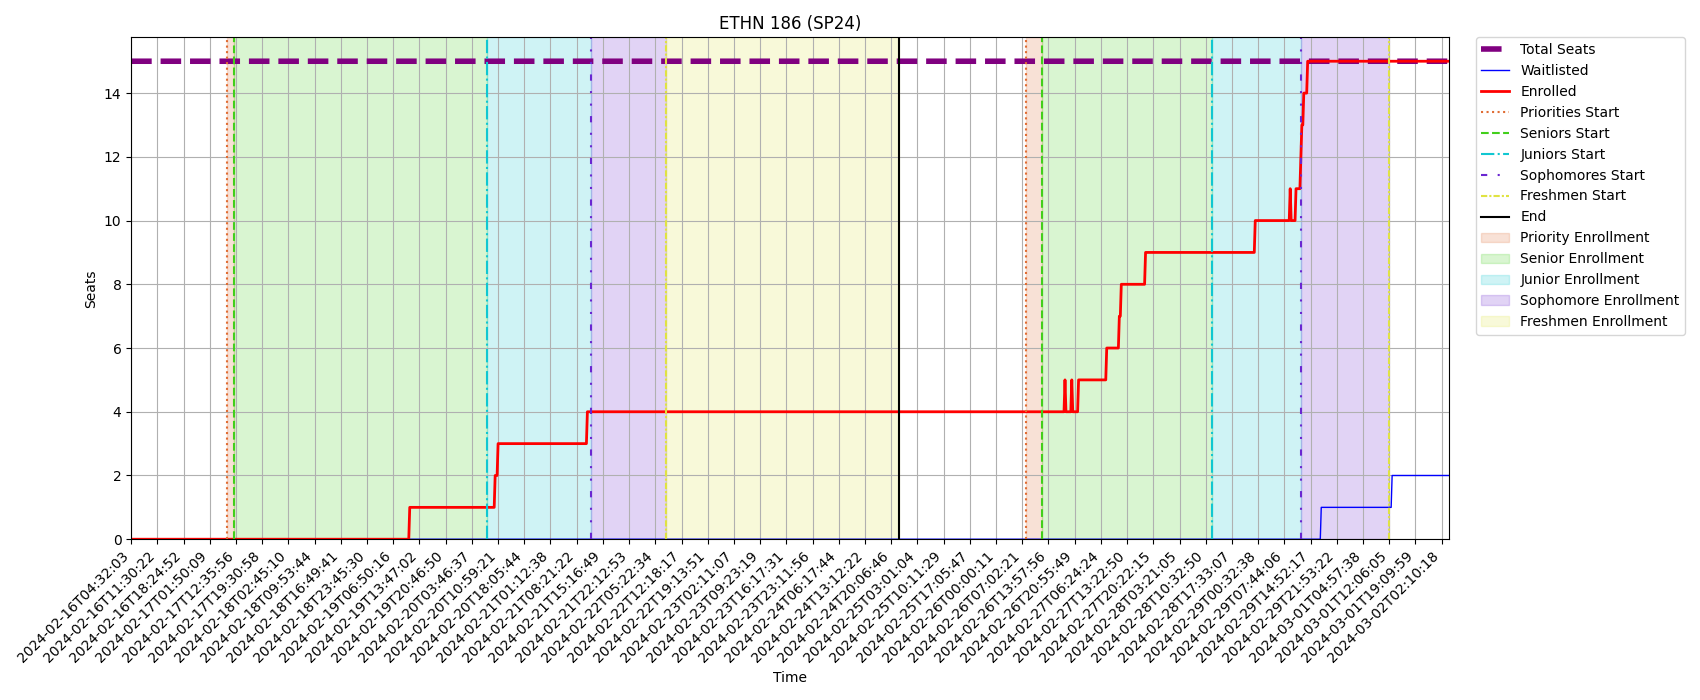 ETHN 186 (SP24)
Total Seats
Waitlisted
Enrolled
Priorities Start
Seniors Start
Juniors Start
Sophomores Start
Freshmen Start
End
Priority Enrollment
Senior Enrollment
Junior Enrollment
Sophomore Enrollment
Freshmen Enrollment
Seats
14
12
10
8
6
4
2
0
2024-02-16T04:32:03
2024-02-16T11:30:22
2024-02-16T18:24:52
2024-02-17T01:50:09
2024-02-17T12:35:56
2024-02-17T19:30:58
2024-02-18T02:45:10
2024-02-18T09:53:44
2024-02-18T16:49:41
2024-02-18T23:45:30
2024-02-19T06:50:16
2024-02-19T13:47:02
2024-02-19T20:46:50
2024-02-20T03:46:37
2024-02-20T10:59:21
2024-02-20T18:05:44
2024-02-21T01:12:38
2024-02-21T08:21:22
2024-02-21T15:16:49
2024-02-21T22:12:53
2024-02-22T05:22:34
2024-02-22T12:18:17
2024-02-22T19:13:51
2024-02-23T02:11:07
2024-02-23T09:23:19
2024-02-23T16:17:31
2024-02-23T23:11:56
2024-02-24T06:17:44
2024-02-24T13:12:22
2024-02-24T20:06:46
2024-02-25T03:01:04
2024-02-25T10:11:29
2024-02-25T17:05:47
2024-02-26T00:00:11
2024-02-26T07:02:21
2024-02-26T13:57:56
2024-02-26T20:55:49
2024-02-27T06:24:24
2024-02-27T13:22:50
2024-02-27T20:22:15
2024-02-28T03:21:05
2024-02-28T10:32:50
2024-02-28T17:33:07
2024-02-29T00:32:38
2024-02-29T07:44:06
2024-02-29T14:52:17
2024-02-29T21:53:22
2024-03-01T04:57:38
2024-03-01T12:06:05
2024-03-01T19:09:59
2024-03-02T02:10:18
Time